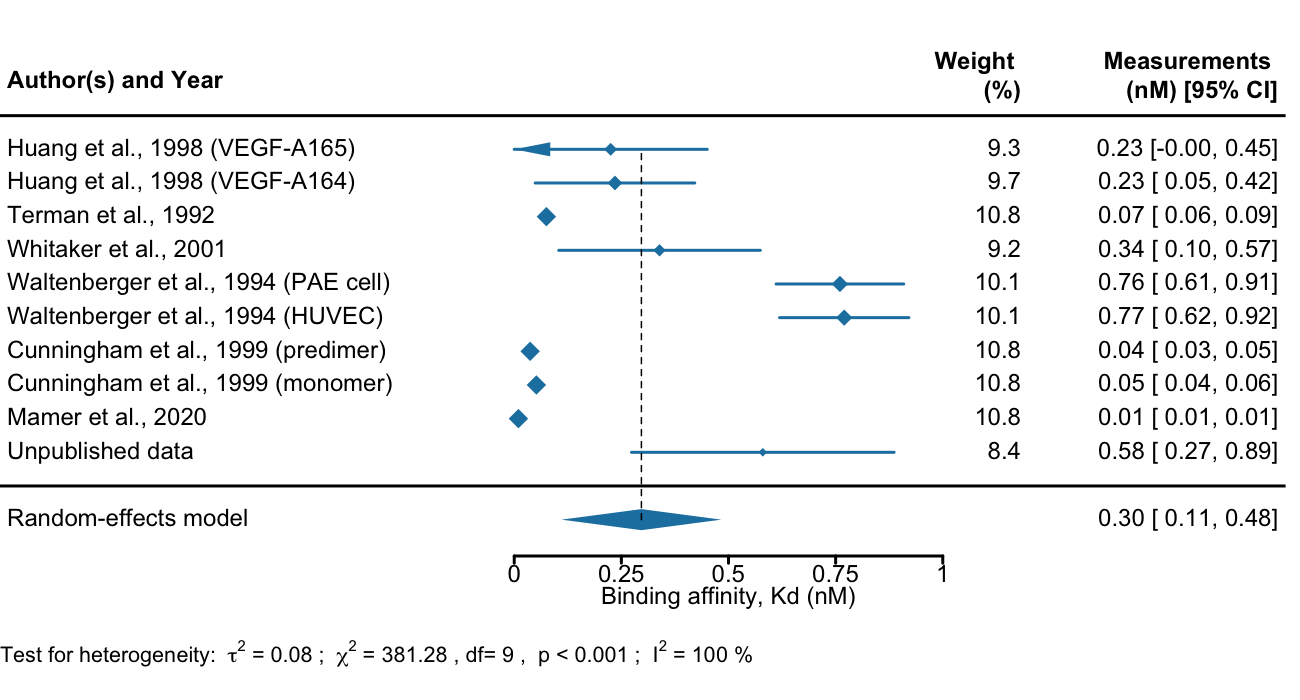 Author(s) and Year Weight (%) Measurements (nM) [95% CI]
Huang et al., 1998 (VEGF-A165) 9.3 0.23 [-0.00, 0.45]
Huang et al., 1998 (VEGF-A164) 9.7 0.23 [ 0.05, 0.42]
Terman et al., 1992 10.8 0.07 [ 0.06, 0.09]
Whitaker et al., 2001 9.2 0.34 [ 0.10, 0.57]
Waltenberger et al., 1994 (PAE cell) 10.1 0.76 [ 0.61, 0.91]
Waltenberger et al., 1994 (HUVEC) 10.1 0.77 [ 0.62, 0.92]
Cunningham et al., 1999 (predimer) 10.8 0.04 [ 0.03, 0.05]
Cunningham et al., 1999 (monomer) 10.8 0.05 [ 0.04, 0.06]
Mamer et al., 2020 10.8 0.01 [ 0.01, 0.01]
Unpublished data 8.4 0.58 [ 0.27, 0.89]
Random-effects model 0.30 [ 0.11, 0.48]
0 0.25 0.5 0.75 1
Binding affinity, Kd (nM)
Test for heterogeneity: τ² = 0.08 ; χ² = 381.28 , df= 9 , p < 0.001 ; I² = 100 %